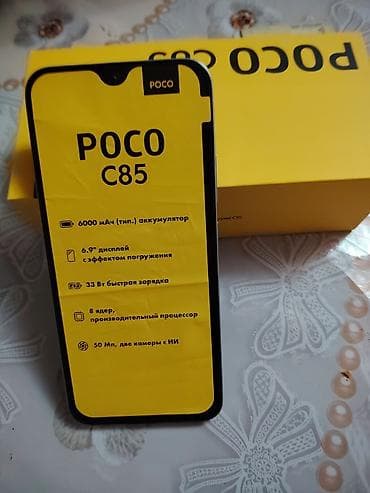 POCO C85
POCO
POCO
C85
6000 мАч (тип.) аккумулятор
6.9" дисплей
с эффектом погружения
33 Вт быстрая зарядка
8 ядер,
производительный процессор
50 Мп, две камеры с ИИ